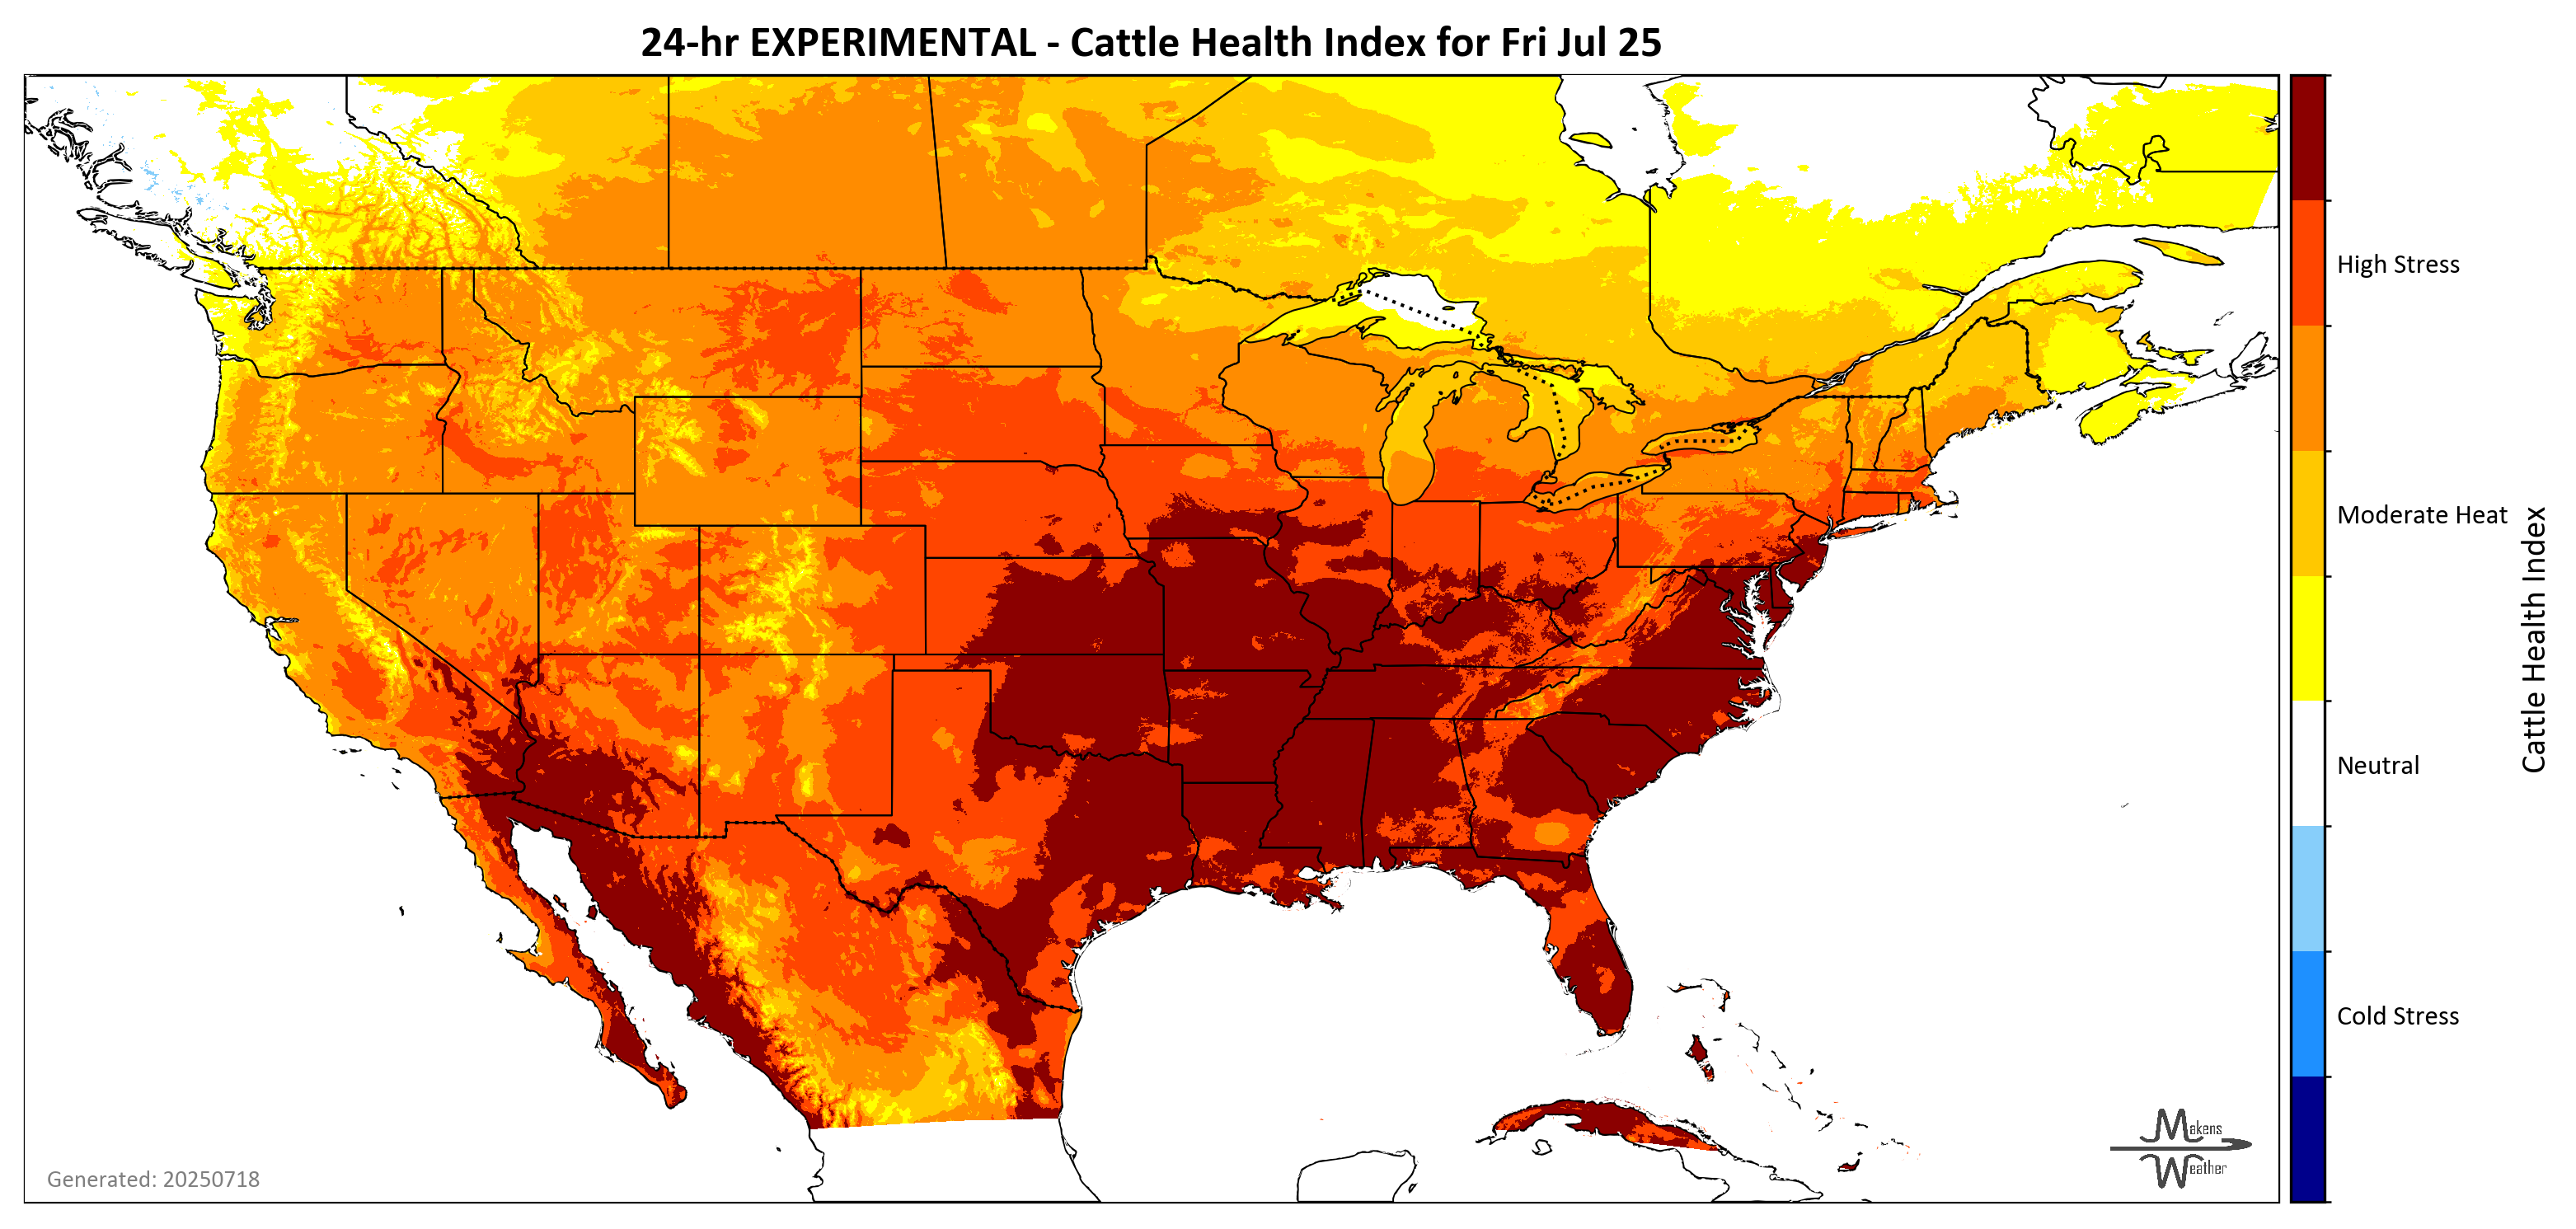 24-hr EXPERIMENTAL - Cattle Health Index for Fri Jul 25
High Stress
Moderate Heat
Neutral
Cold Stress
Cattle Health Index
Generated: 20250718
Makens
Weather